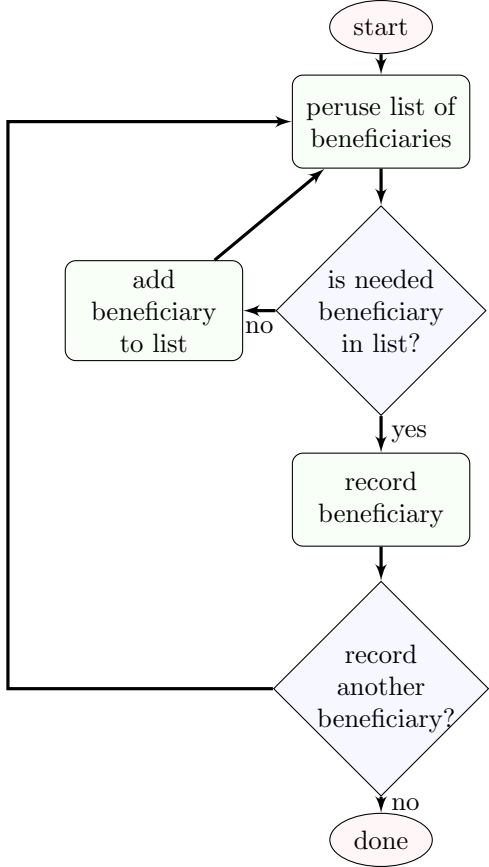 start
peruse list of
beneficiaries
is needed
beneficiary
in list?
no
add
beneficiary
to list
yes
record
beneficiary
record
another
beneficiary?
no
done